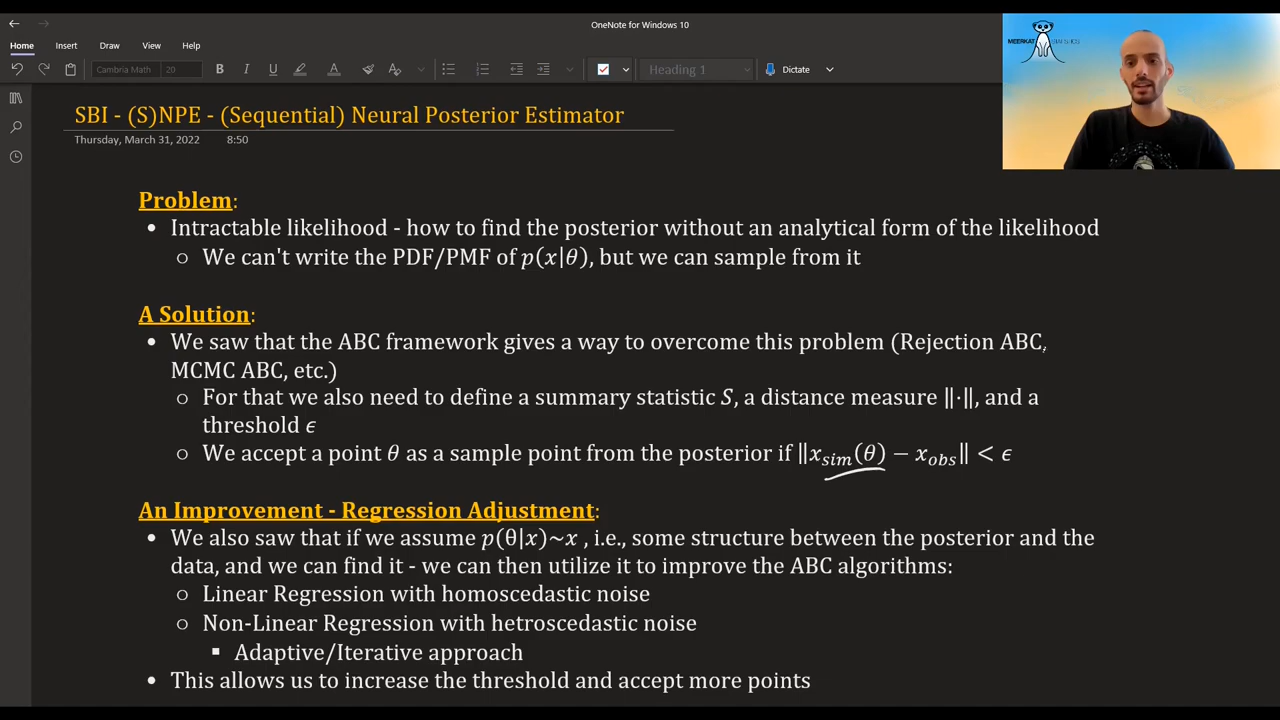 OneNote for Windows 10
Home Insert Draw View Help
Cambria Math 20 B I U A Heading 1 Dictate
MEERKAT STATISTICS
SBI - (S)NPE - (Sequential) Neural Posterior Estimator
Thursday, March 31, 2022 8:50
Problem:
• Intractable likelihood - how to find the posterior without an analytical form of the likelihood
○ We can't write the PDF/PMF of p(x|θ), but we can sample from it
A Solution:
• We saw that the ABC framework gives a way to overcome this problem (Rejection ABC,
MCMC ABC, etc.)
○ For that we also need to define a summary statistic S, a distance measure ‖·‖, and a
threshold ϵ
○ We accept a point θ as a sample point from the posterior if ‖x_sim(θ) − x_obs‖ < ϵ
An Improvement - Regression Adjustment:
• We also saw that if we assume p(θ|x)~x , i.e., some structure between the posterior and the
data, and we can find it - we can then utilize it to improve the ABC algorithms:
○ Linear Regression with homoscedastic noise
○ Non-Linear Regression with hetroscedastic noise
▪ Adaptive/Iterative approach
• This allows us to increase the threshold and accept more points